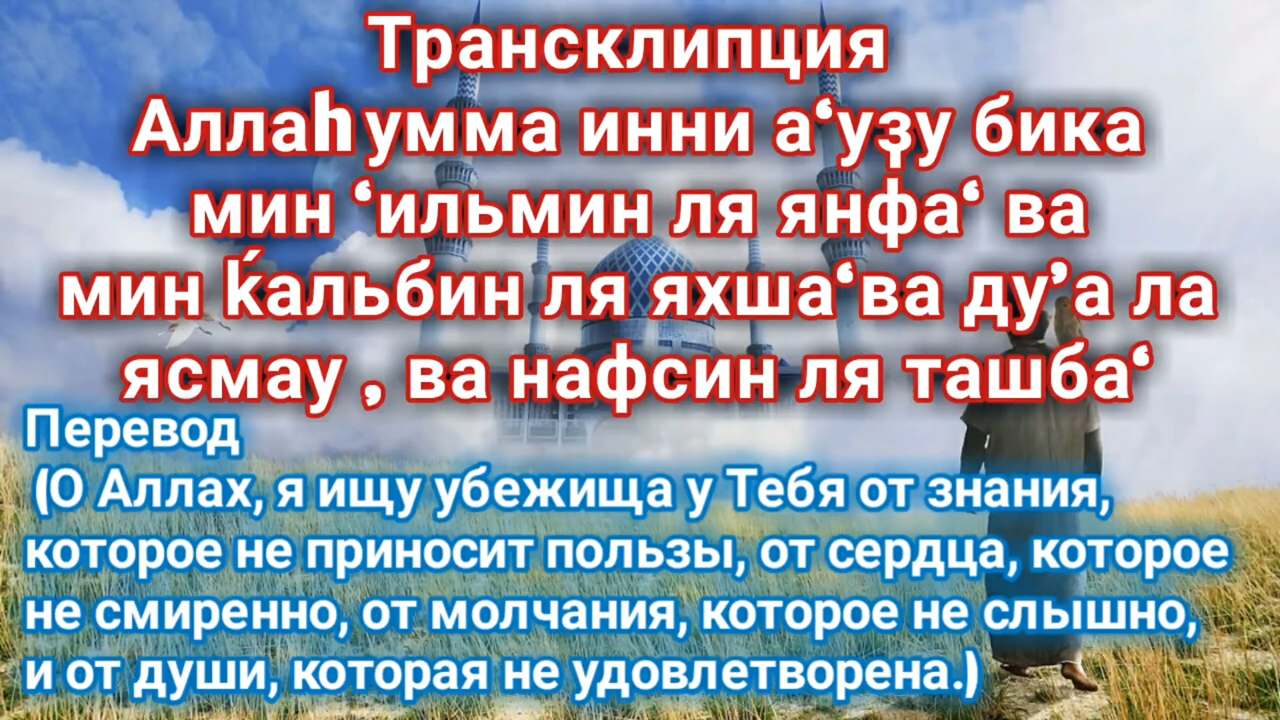 Трансклипция
Аллаhумма инни а‘уҙу бика
мин ‘ильмин ля янфа‘ ва
мин ḱальбин ля яхша‘ва ду’а ла
ясмау , ва нафсин ля ташба‘
Перевод
(О Аллах, я ищу убежища у Тебя от знания,
которое не приносит пользы, от сердца, которое
не смиренно, от молчания, которое не слышно,
и от души, которая не удовлетворена.)